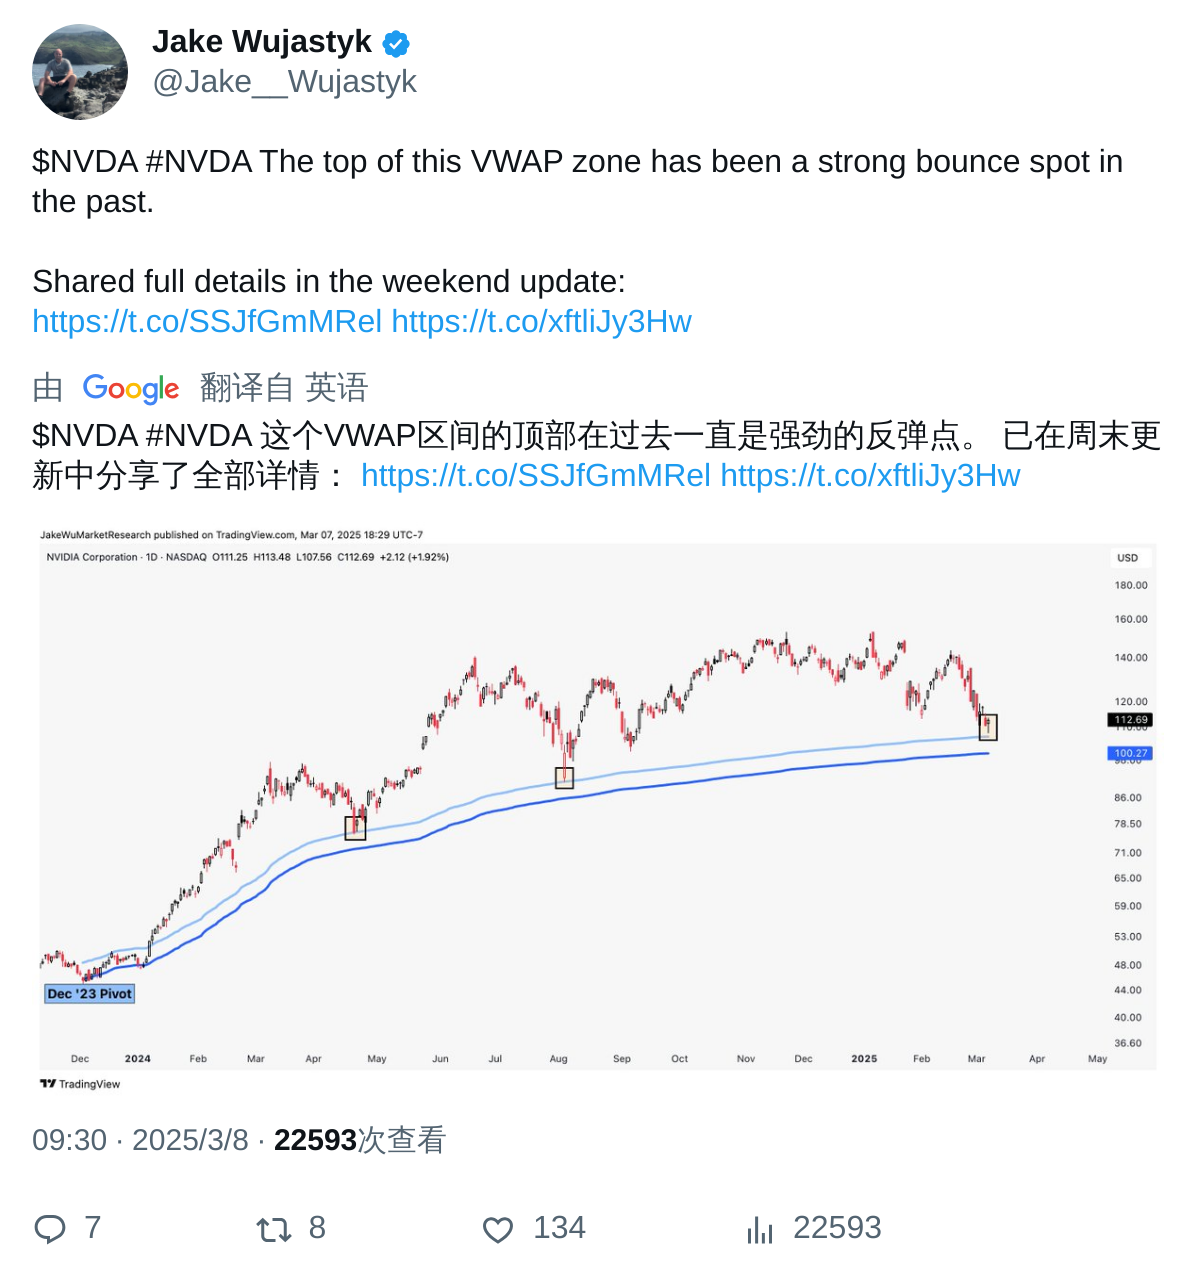 Jake Wujastyk
@Jake__Wujastyk
$NVDA #NVDA The top of this VWAP zone has been a strong bounce spot in
the past.
Shared full details in the weekend update:
https://t.co/SSJfGmMRel https://t.co/xftliJy3Hw
由 Google 翻译自 英语
$NVDA #NVDA 这个VWAP区间的顶部在过去一直是强劲的反弹点。 已在周末更
新中分享了全部详情： https://t.co/SSJfGmMRel https://t.co/xftliJy3Hw
JakeWuMarketResearch published on TradingView.com, Mar 07, 2025 18:29 UTC-7
NVIDIA Corporation · 1D · NASDAQ O111.25 H113.48 L107.56 C112.69 +2.12 (+1.92%)
USD
180.00
160.00
140.00
120.00
112.69
100.27
86.00
78.50
71.00
65.00
59.00
53.00
48.00
44.00
40.00
36.60
Dec '23 Pivot
Dec 2024 Feb Mar Apr May Jun Jul Aug Sep Oct Nov Dec 2025 Feb Mar Apr May
TradingView
09:30 · 2025/3/8 · 22593次查看
7 8 134 22593